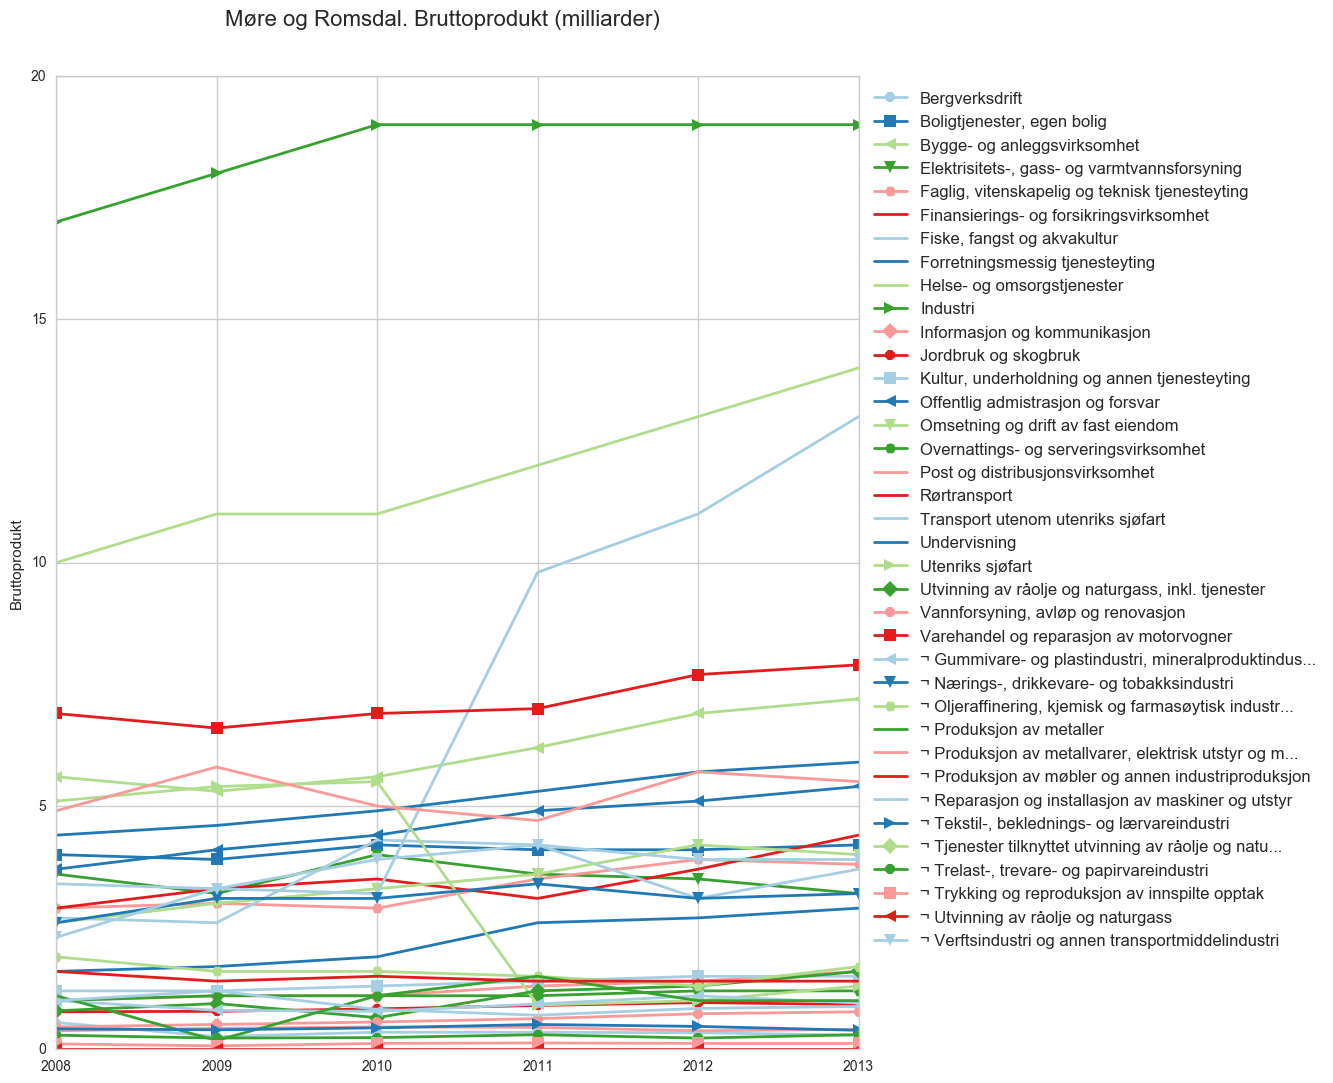 Møre og Romsdal. Bruttoprodukt (milliarder)
20
15
10
5
0
Bruttoprodukt
2008
2009
2010
2011
2012
2013
Bergverksdrift
Boligtjenester, egen bolig
Bygge- og anleggsvirksomhet
Elektrisitets-, gass- og varmtvannsforsyning
Faglig, vitenskapelig og teknisk tjenesteyting
Finansierings- og forsikringsvirksomhet
Fiske, fangst og akvakultur
Forretningsmessig tjenesteyting
Helse- og omsorgstjenester
Industri
Informasjon og kommunikasjon
Jordbruk og skogbruk
Kultur, underholdning og annen tjenesteyting
Offentlig admistrasjon og forsvar
Omsetning og drift av fast eiendom
Overnattings- og serveringsvirksomhet
Post og distribusjonsvirksomhet
Rørtransport
Transport utenom utenriks sjøfart
Undervisning
Utenriks sjøfart
Utvinning av råolje og naturgass, inkl. tjenester
Vannforsyning, avløp og renovasjon
Varehandel og reparasjon av motorvogner
¬ Gummivare- og plastindustri, mineralproduktindus...
¬ Nærings-, drikkevare- og tobakksindustri
¬ Oljeraffinering, kjemisk og farmasøytisk industr...
¬ Produksjon av metaller
¬ Produksjon av metallvarer, elektrisk utstyr og m...
¬ Produksjon av møbler og annen industriproduksjon
¬ Reparasjon og installasjon av maskiner og utstyr
¬ Tekstil-, beklednings- og lærvareindustri
¬ Tjenester tilknyttet utvinning av råolje og natu...
¬ Trelast-, trevare- og papirvareindustri
¬ Trykking og reproduksjon av innspilte opptak
¬ Utvinning av råolje og naturgass
¬ Verftsindustri og annen transportmiddelindustri